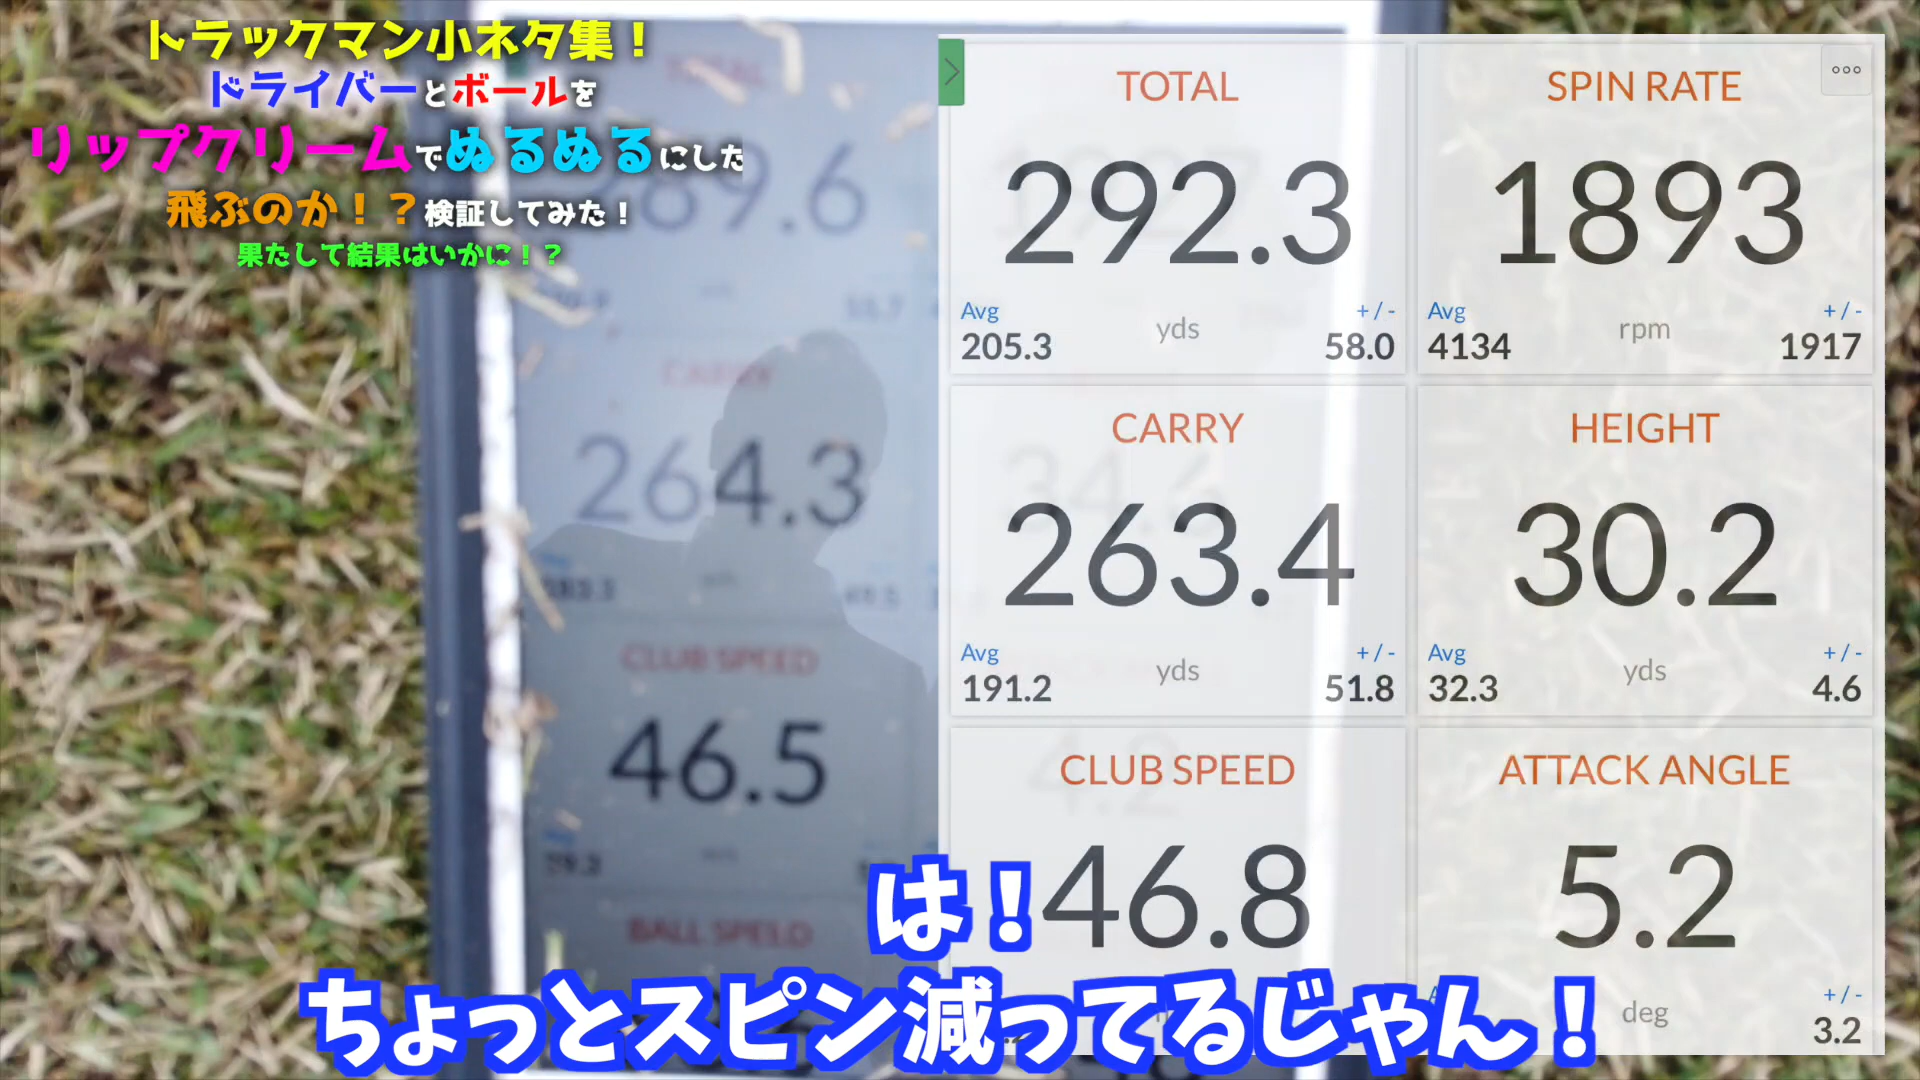 トラックマン小ネタ集！
ドライバーとボールを
リップクリームでぬるぬるにした
飛ぶのか！？検証してみた！
果たして結果はいかに！？
TOTAL
292.3
Avg
+ / -
205.3
yds
58.0
SPIN RATE
1893
Avg
+ / -
4134
rpm
1917
CARRY
263.4
Avg
+ / -
191.2
yds
51.8
HEIGHT
30.2
Avg
+ / -
32.3
yds
4.6
CLUB SPEED
46.8
ATTACK ANGLE
5.2
+ / -
deg
3.2
CARRY
264.3
CLUB SPEED
46.5
BALL SPEED
は！
ちょっとスピン減ってるじゃん！